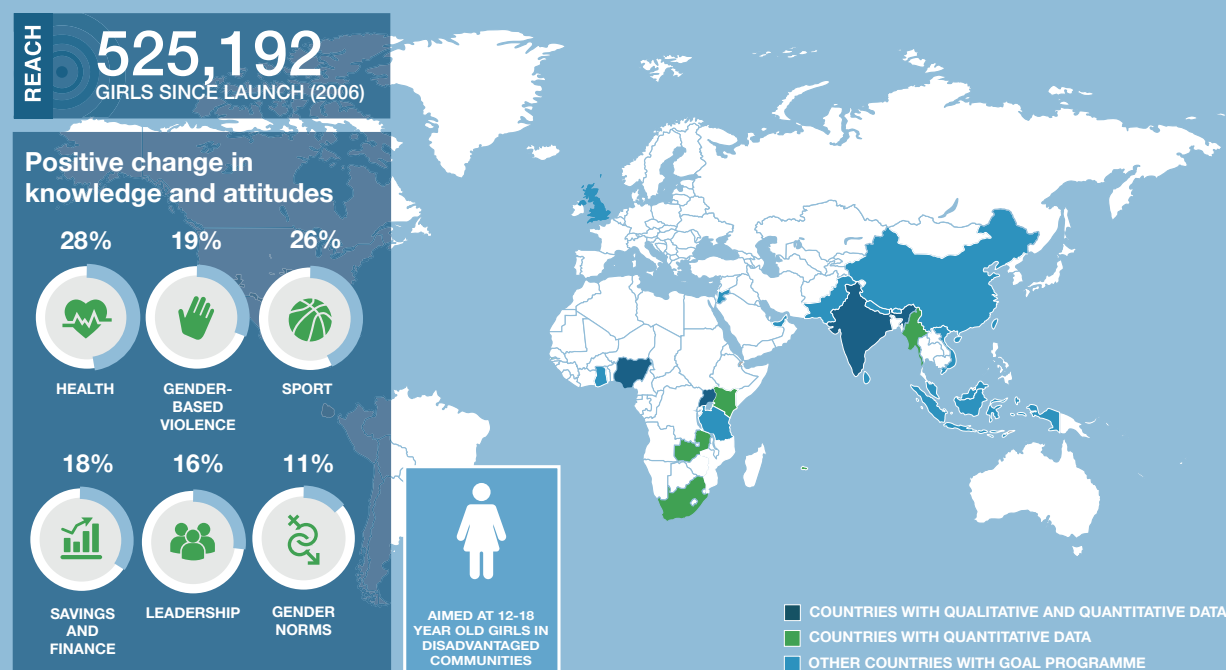 REACH
525,192
GIRLS SINCE LAUNCH (2006)
Positive change in
knowledge and attitudes
28%
19%
26%
HEALTH
GENDER-
BASED
VIOLENCE
SPORT
18%
16%
11%
SAVINGS
AND
FINANCE
LEADERSHIP
GENDER
NORMS
AIMED AT 12-18
YEAR OLD GIRLS IN
DISADVANTAGED
COMMUNITIES
COUNTRIES WITH QUALITATIVE AND QUANTITATIVE DATA
COUNTRIES WITH QUANTITATIVE DATA
OTHER COUNTRIES WITH GOAL PROGRAMME